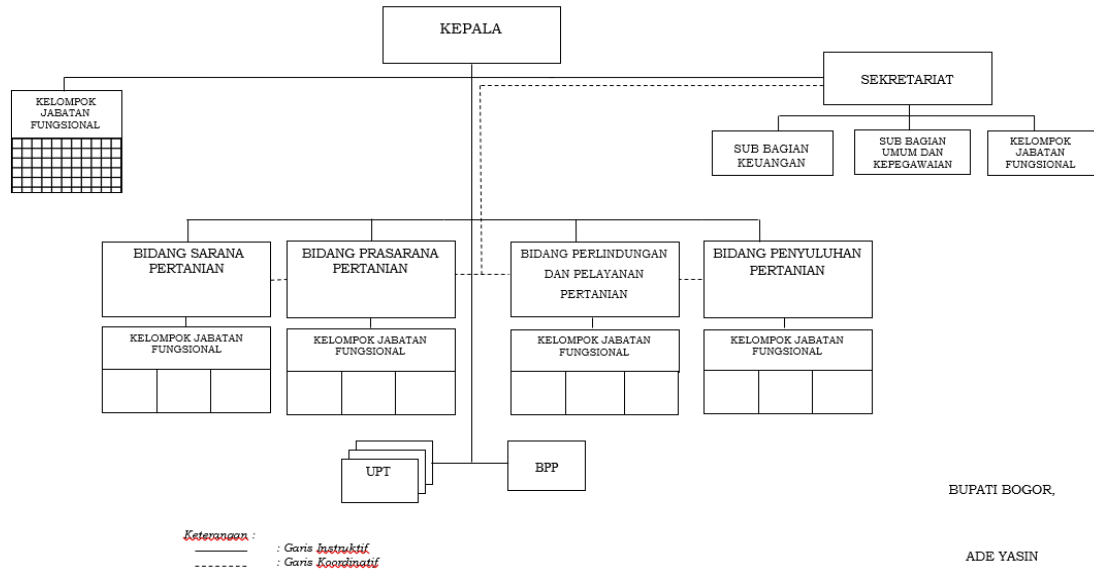 KEPALA
SEKRETARIAT
KELOMPOK
JABATAN
FUNGSIONAL
SUB BAGIAN
KEUANGAN
SUB BAGIAN
UMUM DAN
KEPEGAWAIAN
KELOMPOK
JABATAN
FUNGSIONAL
BIDANG SARANA
PERTANIAN
BIDANG PRASARANA
PERTANIAN
BIDANG PERLINDUNGAN
DAN PELAYANAN
PERTANIAN
BIDANG PENYULUHAN
PERTANIAN
KELOMPOK JABATAN
FUNGSIONAL
KELOMPOK JABATAN
FUNGSIONAL
KELOMPOK JABATAN
FUNGSIONAL
KELOMPOK JABATAN
FUNGSIONAL
UPT
BPP
BUPATI BOGOR,
Keterangan :
: Garis Instruktif
: Garis Koordinatif
ADE YASIN